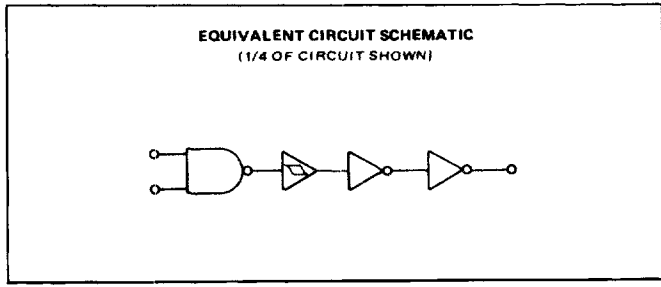 EQUIVALENT CIRCUIT SCHEMATIC
(1/4 OF CIRCUIT SHOWN)